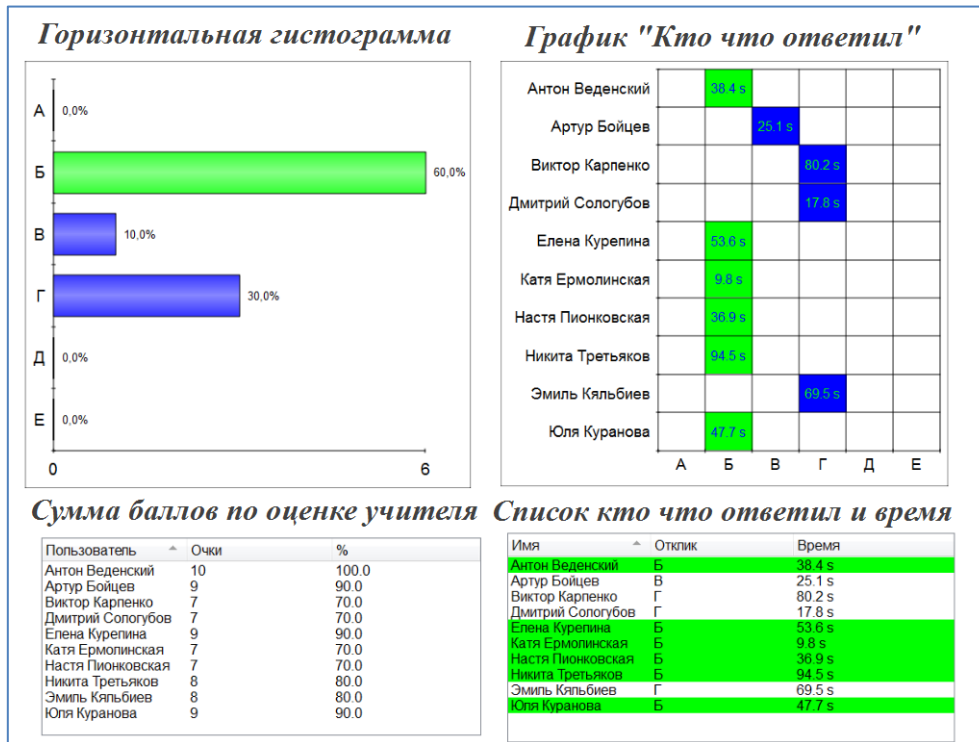 Горизонтальная гистограмма
А 0,0%
Б 60,0%
В 10,0%
Г 30,0%
Д 0,0%
Е 0,0%
0 6
График "Кто что ответил"
Антон Веденский 38.4 s
Артур Бойцев 25.1 s
Виктор Карпенко 80.2 s
Дмитрий Сологубов 17.8 s
Елена Курепина 53.6 s
Катя Ермолинская 9.8 s
Настя Пионковская 36.9 s
Никита Третьяков 94.5 s
Эмиль Кяльбиев 69.5 s
Юля Куранова 47.7 s
А Б В Г Д Е
Сумма баллов по оценке учителя
Пользователь Очки %
Антон Веденский 10 100.0
Артур Бойцев 9 90.0
Виктор Карпенко 7 70.0
Дмитрий Сологубов 7 70.0
Елена Курепина 9 90.0
Катя Ермолинская 7 70.0
Настя Пионковская 7 70.0
Никита Третьяков 8 80.0
Эмиль Кяльбиев 8 80.0
Юля Куранова 9 90.0
Список кто что ответил и время
Имя Отклик Время
Антон Веденский Б 38.4 s
Артур Бойцев В 25.1 s
Виктор Карпенко Г 80.2 s
Дмитрий Сологубов Г 17.8 s
Елена Курепина Б 53.6 s
Катя Ермолинская Б 9.8 s
Настя Пионковская Б 36.9 s
Никита Третьяков Б 94.5 s
Эмиль Кяльбиев Г 69.5 s
Юля Куранова Б 47.7 s